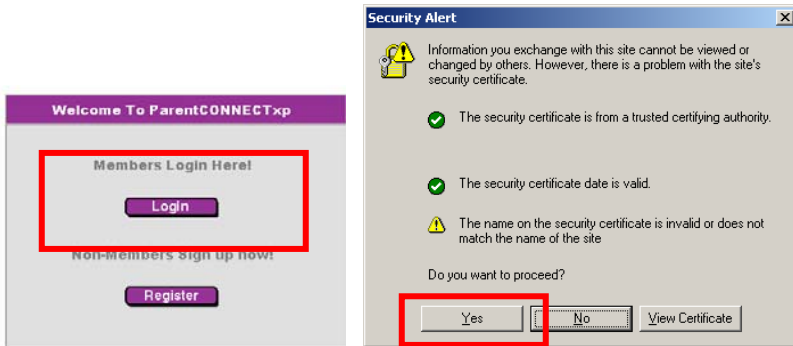 Welcome To ParentCONNECTxp
Members Login Here!
Login
Non-Members Sign up now!
Register
Security Alert
Information you exchange with this site cannot be viewed or
changed by others. However, there is a problem with the site's
security certificate.
The security certificate is from a trusted certifying authority.
The security certificate date is valid.
The name on the security certificate is invalid or does not
match the name of the site
Do you want to proceed?
Yes No View Certificate